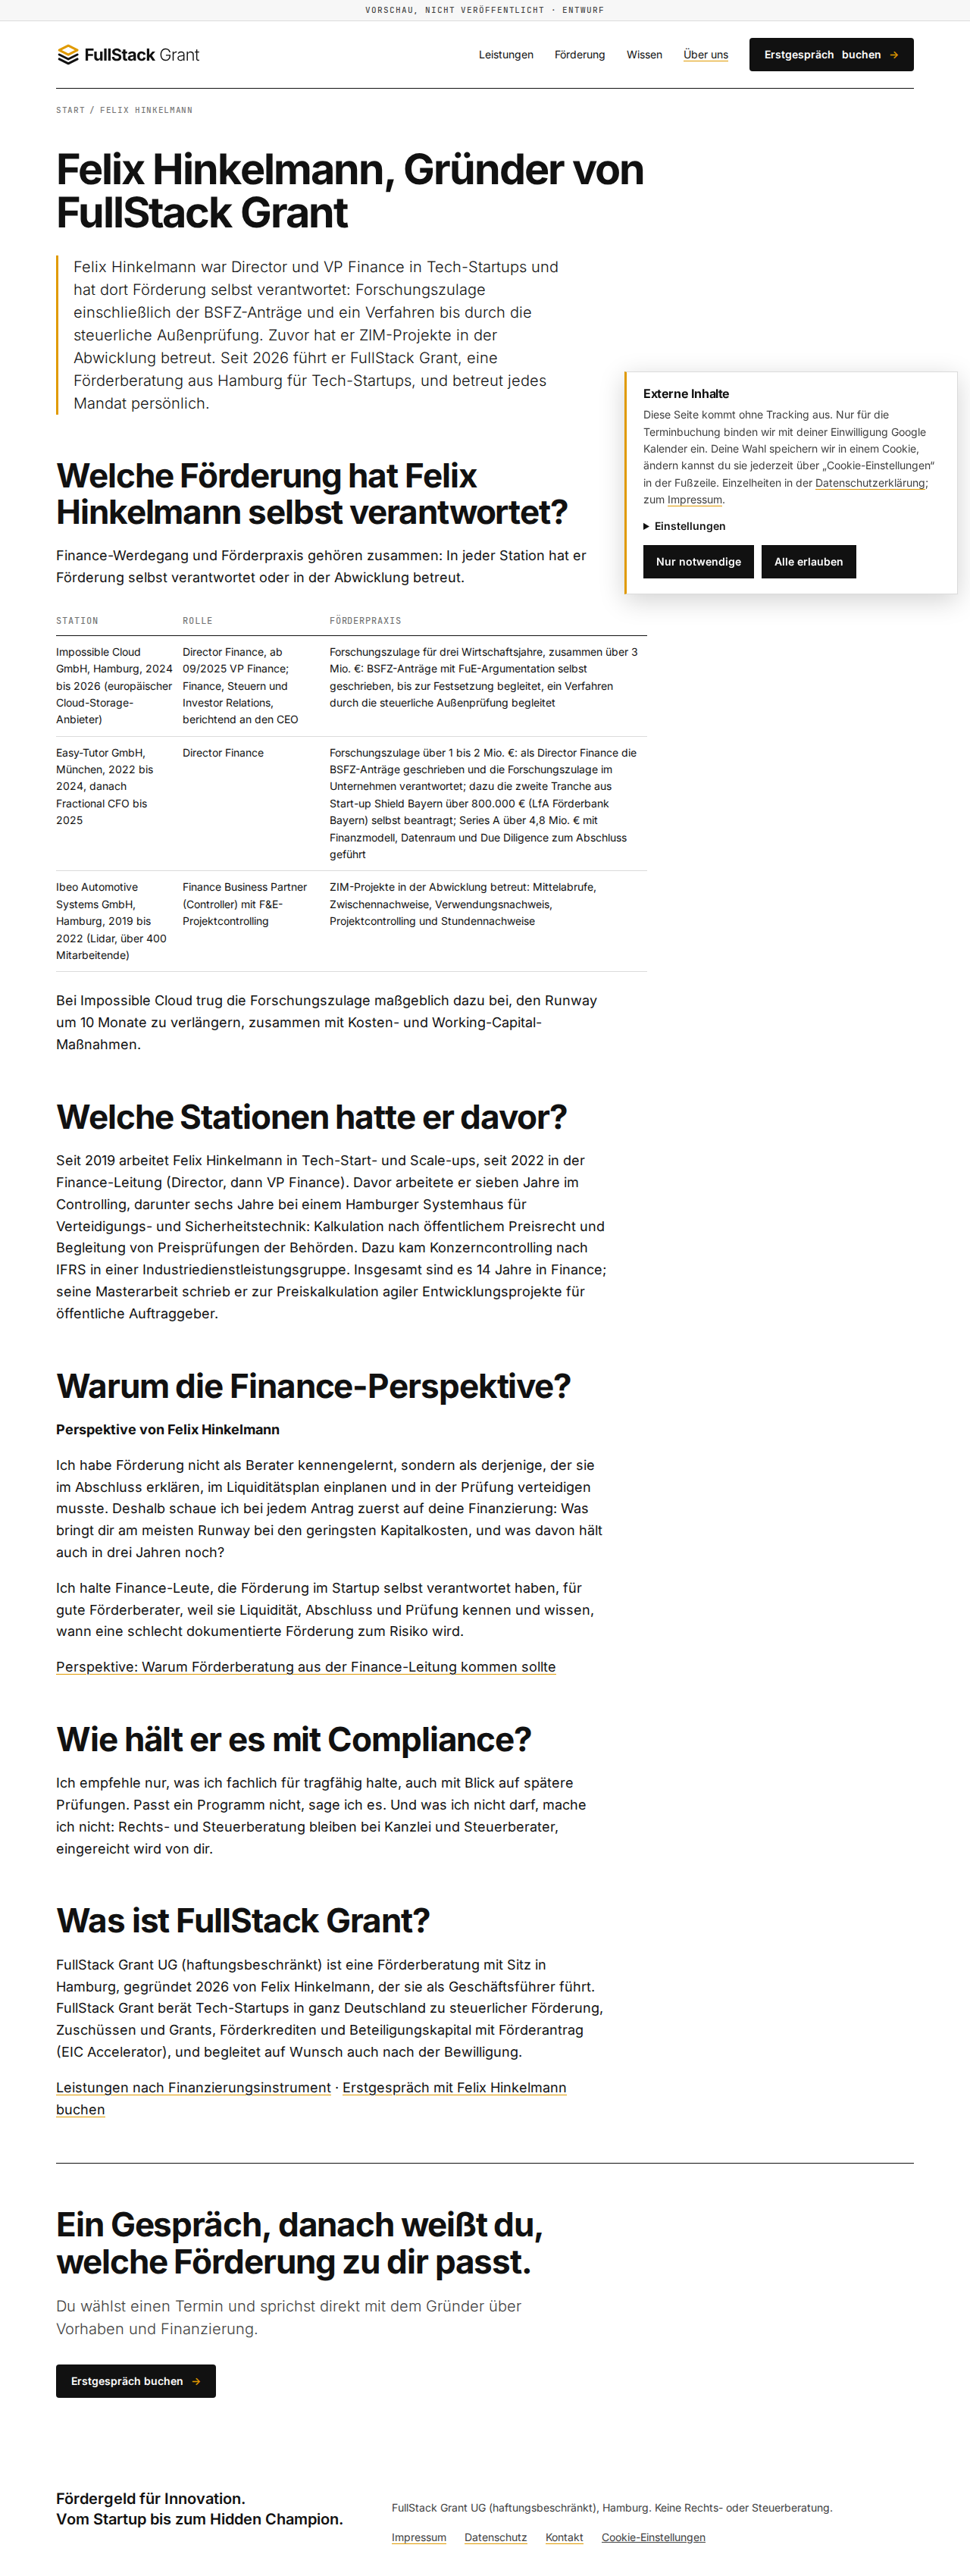 VORSCHAU, NICHT VERÖFFENTLICHT · ENTWURF
FullStack Grant
Leistungen Förderung Wissen Über uns Erstgespräch buchen →
START / FELIX HINKELMANN
Felix Hinkelmann, Gründer von
FullStack Grant
Felix Hinkelmann war Director und VP Finance in Tech-Startups und
hat dort Förderung selbst verantwortet: Forschungszulage
einschließlich der BSFZ-Anträge und ein Verfahren bis durch die
steuerliche Außenprüfung. Zuvor hat er ZIM-Projekte in der
Abwicklung betreut. Seit 2026 führt er FullStack Grant, eine
Förderberatung aus Hamburg für Tech-Startups, und betreut jedes
Mandat persönlich.
Externe Inhalte
Diese Seite kommt ohne Tracking aus. Nur für die
Terminbuchung binden wir mit deiner Einwilligung Google
Kalender ein. Deine Wahl speichern wir in einem Cookie,
ändern kannst du sie jederzeit über „Cookie-Einstellungen“
in der Fußzeile. Einzelheiten in der Datenschutzerklärung;
zum Impressum.
▶ Einstellungen
Nur notwendige Alle erlauben
Welche Förderung hat Felix
Hinkelmann selbst verantwortet?
Finance-Werdegang und Förderpraxis gehören zusammen: In jeder Station hat er
Förderung selbst verantwortet oder in der Abwicklung betreut.
STATION ROLLE FÖRDERPRAXIS
Impossible Cloud
GmbH, Hamburg, 2024
bis 2026 (europäischer
Cloud-Storage-
Anbieter)
Director Finance, ab
09/2025 VP Finance;
Finance, Steuern und
Investor Relations,
berichtend an den CEO
Forschungszulage für drei Wirtschaftsjahre, zusammen über 3
Mio. €: BSFZ-Anträge mit FuE-Argumentation selbst
geschrieben, bis zur Festsetzung begleitet, ein Verfahren
durch die steuerliche Außenprüfung begleitet
Easy-Tutor GmbH,
München, 2022 bis
2024, danach
Fractional CFO bis
2025
Director Finance
Forschungszulage über 1 bis 2 Mio. €: als Director Finance die
BSFZ-Anträge geschrieben und die Forschungszulage im
Unternehmen verantwortet; dazu die zweite Tranche aus
Start-up Shield Bayern über 800.000 € (LfA Förderbank
Bayern) selbst beantragt; Series A über 4,8 Mio. € mit
Finanzmodell, Datenraum und Due Diligence zum Abschluss
geführt
Ibeo Automotive
Systems GmbH,
Hamburg, 2019 bis
2022 (Lidar, über 400
Mitarbeitende)
Finance Business Partner
(Controller) mit F&E-
Projektcontrolling
ZIM-Projekte in der Abwicklung betreut: Mittelabrufe,
Zwischennachweise, Verwendungsnachweis,
Projektcontrolling und Stundennachweise
Bei Impossible Cloud trug die Forschungszulage maßgeblich dazu bei, den Runway
um 10 Monate zu verlängern, zusammen mit Kosten- und Working-Capital-
Maßnahmen.
Welche Stationen hatte er davor?
Seit 2019 arbeitet Felix Hinkelmann in Tech-Start- und Scale-ups, seit 2022 in der
Finance-Leitung (Director, dann VP Finance). Davor arbeitete er sieben Jahre im
Controlling, darunter sechs Jahre bei einem Hamburger Systemhaus für
Verteidigungs- und Sicherheitstechnik: Kalkulation nach öffentlichem Preisrecht und
Begleitung von Preisprüfungen der Behörden. Dazu kam Konzerncontrolling nach
IFRS in einer Industriedienstleistungsgruppe. Insgesamt sind es 14 Jahre in Finance;
seine Masterarbeit schrieb er zur Preiskalkulation agiler Entwicklungsprojekte für
öffentliche Auftraggeber.
Warum die Finance-Perspektive?
Perspektive von Felix Hinkelmann
Ich habe Förderung nicht als Berater kennengelernt, sondern als derjenige, der sie
im Abschluss erklären, im Liquiditätsplan einplanen und in der Prüfung verteidigen
musste. Deshalb schaue ich bei jedem Antrag zuerst auf deine Finanzierung: Was
bringt dir am meisten Runway bei den geringsten Kapitalkosten, und was davon hält
auch in drei Jahren noch?
Ich halte Finance-Leute, die Förderung im Startup selbst verantwortet haben, für
gute Förderberater, weil sie Liquidität, Abschluss und Prüfung kennen und wissen,
wann eine schlecht dokumentierte Förderung zum Risiko wird.
Perspektive: Warum Förderberatung aus der Finance-Leitung kommen sollte
Wie hält er es mit Compliance?
Ich empfehle nur, was ich fachlich für tragfähig halte, auch mit Blick auf spätere
Prüfungen. Passt ein Programm nicht, sage ich es. Und was ich nicht darf, mache
ich nicht: Rechts- und Steuerberatung bleiben bei Kanzlei und Steuerberater,
eingereicht wird von dir.
Was ist FullStack Grant?
FullStack Grant UG (haftungsbeschränkt) ist eine Förderberatung mit Sitz in
Hamburg, gegründet 2026 von Felix Hinkelmann, der sie als Geschäftsführer führt.
FullStack Grant berät Tech-Startups in ganz Deutschland zu steuerlicher Förderung,
Zuschüssen und Grants, Förderkrediten und Beteiligungskapital mit Förderantrag
(EIC Accelerator), und begleitet auf Wunsch auch nach der Bewilligung.
Leistungen nach Finanzierungsinstrument · Erstgespräch mit Felix Hinkelmann
buchen
Ein Gespräch, danach weißt du,
welche Förderung zu dir passt.
Du wählst einen Termin und sprichst direkt mit dem Gründer über
Vorhaben und Finanzierung.
Erstgespräch buchen →
Fördergeld für Innovation.
Vom Startup bis zum Hidden Champion.
FullStack Grant UG (haftungsbeschränkt), Hamburg. Keine Rechts- oder Steuerberatung.
Impressum Datenschutz Kontakt Cookie-Einstellungen